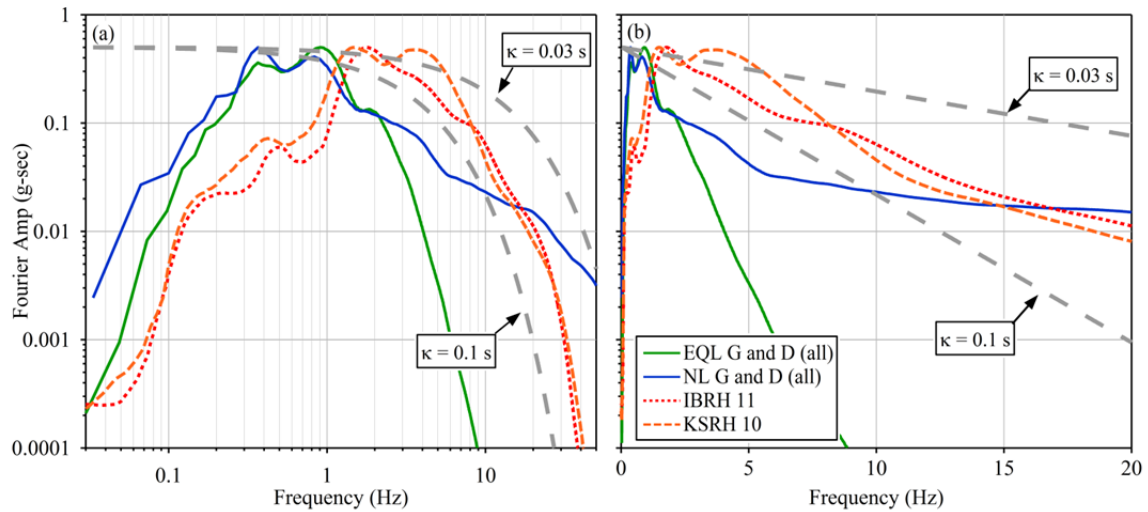 (a)
1
0.1
0.01
0.001
0.0001
Fourier Amp (g-sec)
κ = 0.03 s
κ = 0.1 s
0.1
1
10
Frequency (Hz)
(b)
κ = 0.03 s
κ = 0.1 s
EQL G and D (all)
NL G and D (all)
IBRH 11
KSRH 10
0
5
10
15
20
Frequency (Hz)